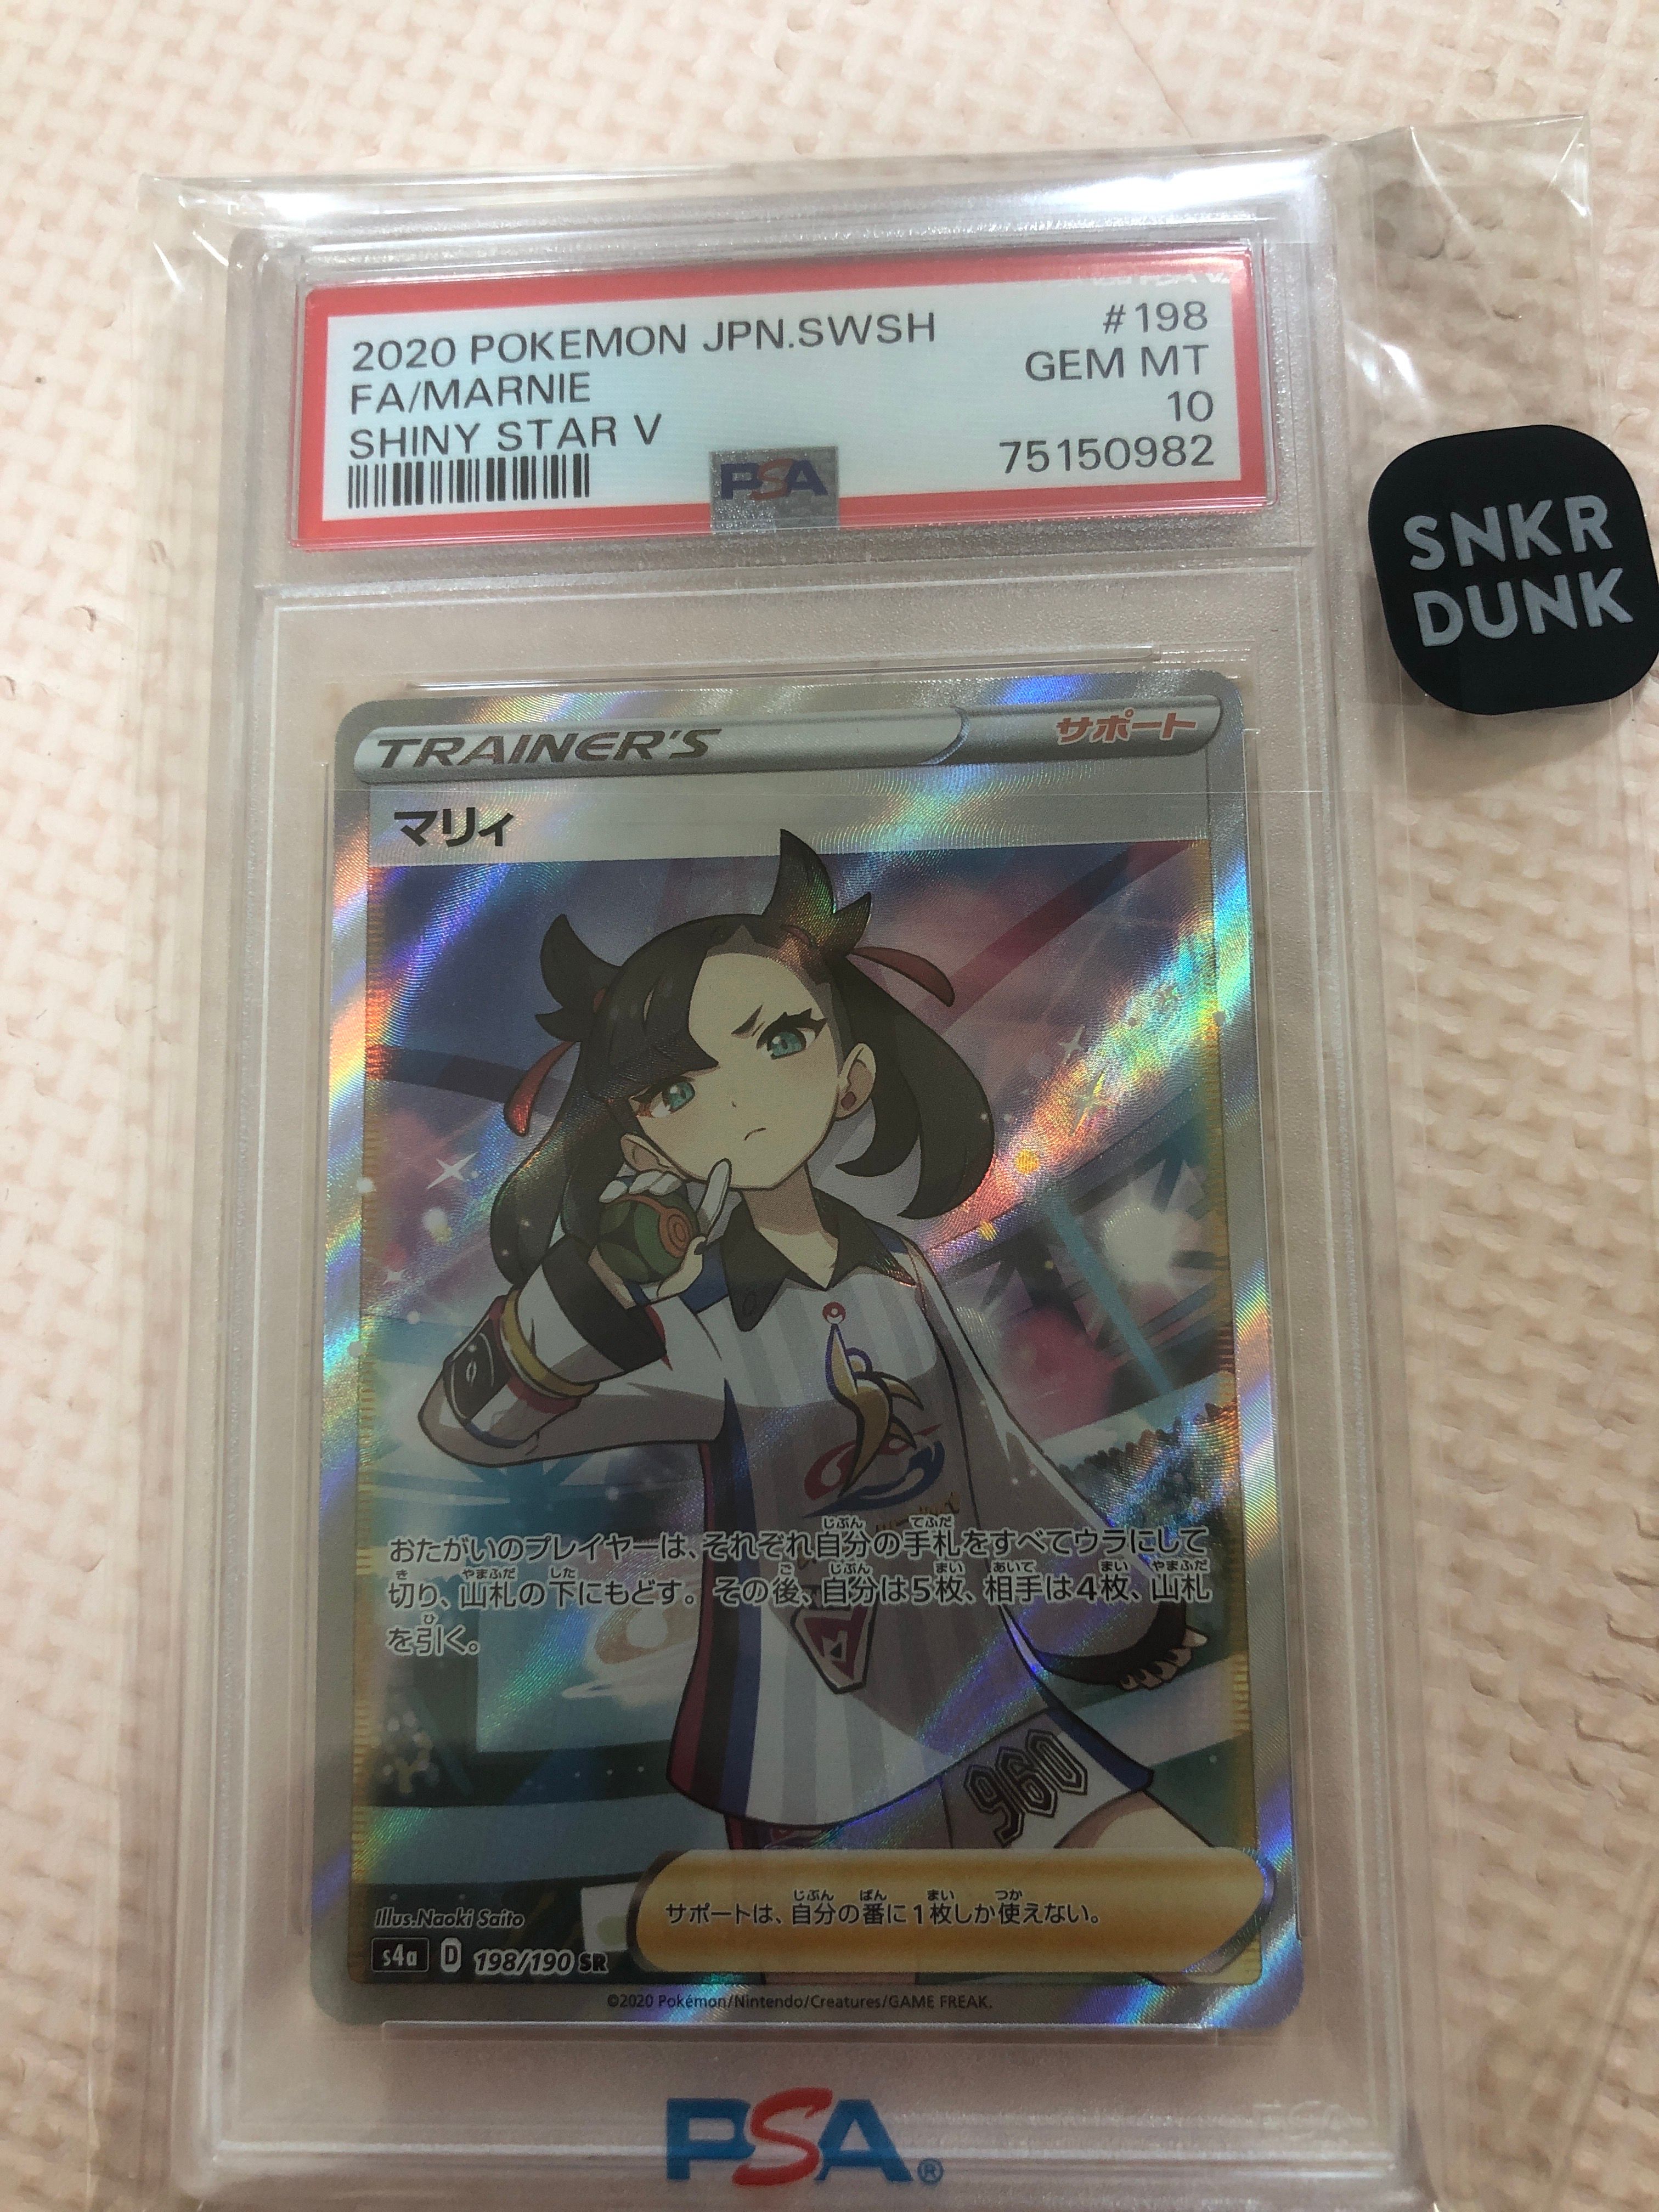 2020 POKEMON JPN.SWSH #198
FA/MARNIE GEM MT
SHINY STAR V 10
75150982
PSA
SNKR
DUNK
TRAINER'S サポート
マリィ
おたがいのプレイヤーは、それぞれ自分の手札をすべてウラにして
切り、山札の下にもどす。その後、自分は5枚、相手は4枚、山札
を引く。
960
サポートは、自分の番に1枚しか使えない。
Illus.Naoki Saito
s4a D 198/190 SR
©2020 Pokémon/Nintendo/Creatures/GAME FREAK.
PSA®